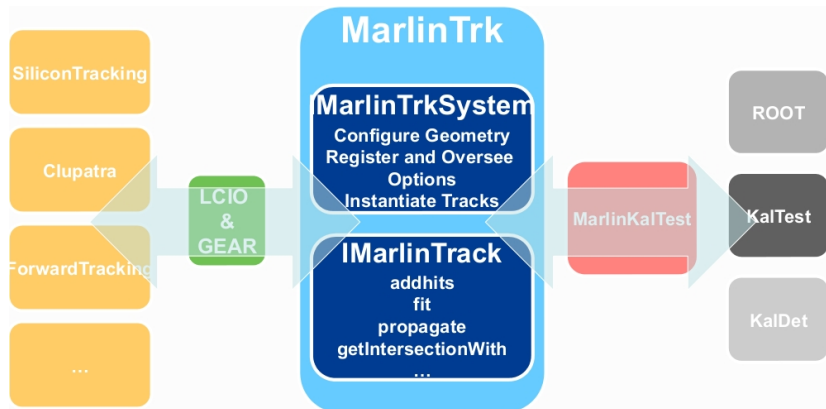 MarlinTrk
SiliconTracking
Clupatra
ForwardTracking
...
LCIO
&
GEAR
IMarlinTrkSystem
Configure Geometry
Register and Oversee
Options
Instantiate Tracks
IMarlinTrack
addhits
fit
propagate
getIntersectionWith
...
MarlinKalTest
ROOT
KalTest
KalDet